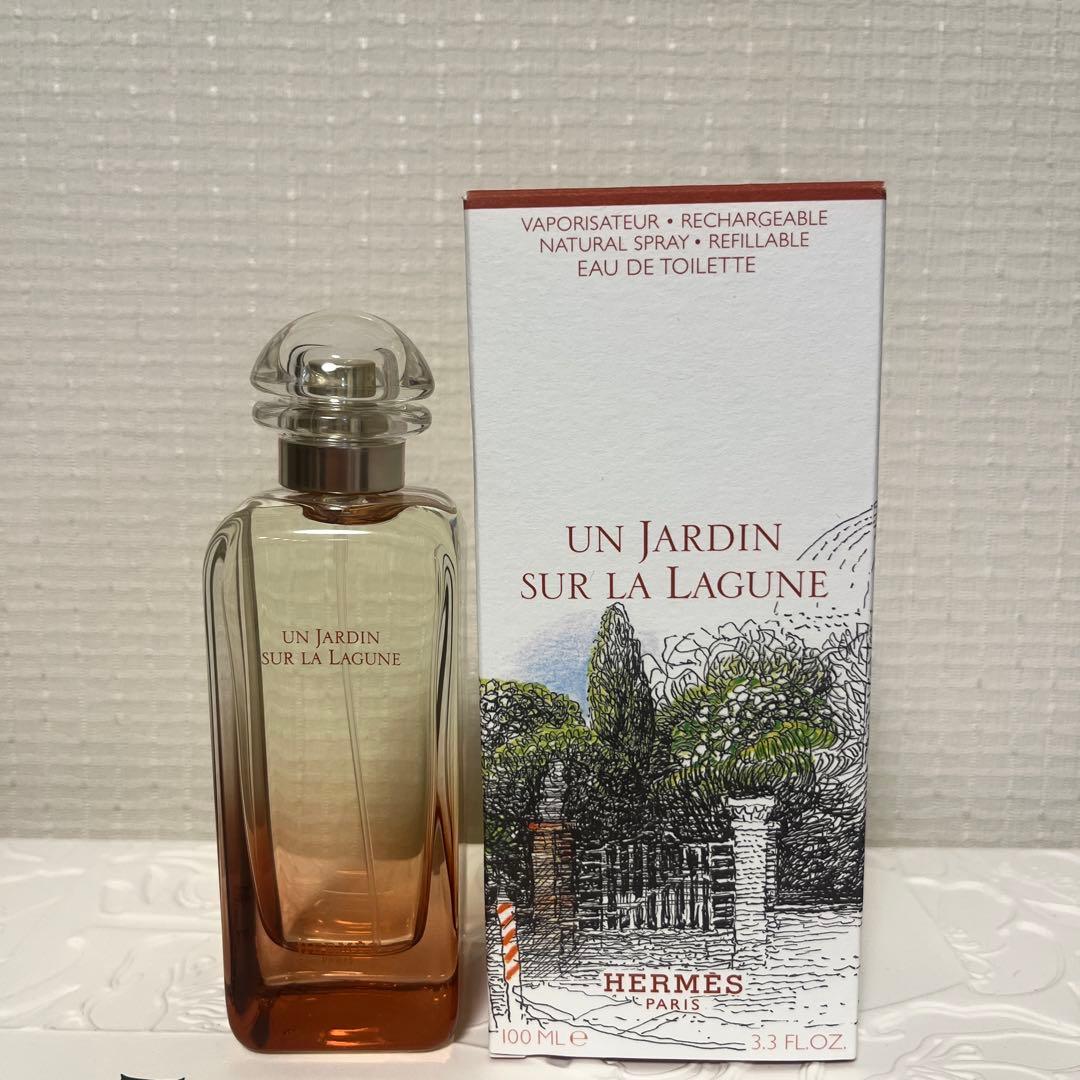 VAPORISATEUR • RECHARGEABLE
NATURAL SPRAY • REFILLABLE
EAU DE TOILETTE
UN JARDIN
SUR LA LAGUNE
HERMÈS
PARIS
100 ML ℮
3.3 FL.OZ.
UN JARDIN
SUR LA LAGUNE
HERMÈS